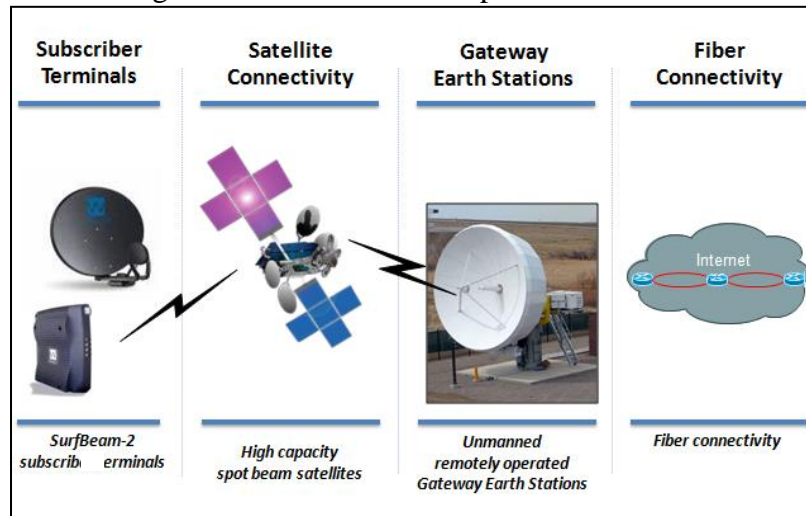 Subscriber
Terminals
Satellite
Connectivity
Gateway
Earth Stations
Fiber
Connectivity
Internet
SurfBeam-2
High capacity
spot beam satellites
Unmanned
remotely operated
Gateway Earth Stations
Fiber connectivity